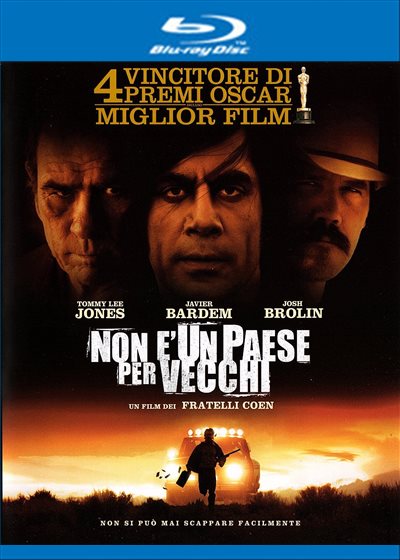 Blu-ray Disc
4 VINCITORE DI
PREMI OSCAR
MIGLIOR FILM
TOMMY LEE
JONES
JAVIER
BARDEM
JOSH
BROLIN
NON E' UN PAESE
PER VECCHI
UN FILM DEI FRATELLI COEN
NON SI PUÒ MAI SCAPPARE FACILMENTE